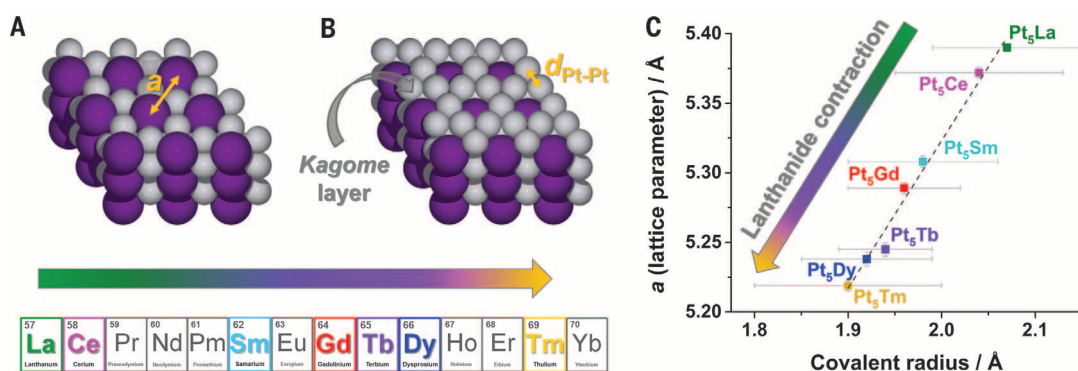 A
a
B
d Pt-Pt
Kagome
layer
57
La
Lanthanum
58
Ce
Cerium
59
Pr
Praseodymium
60
Nd
Neodymium
61
Pm
Promethium
62
Sm
Samarium
63
Eu
Europium
64
Gd
Gadolinium
65
Tb
Terbium
66
Dy
Dysprosium
67
Ho
Holmium
68
Er
Erbium
69
Tm
Thulium
70
Yb
Ytterbium
C
a (lattice parameter) / Å
5.40
5.35
5.30
5.25
5.20
Lanthanide contraction
Pt5La
Pt5Ce
Pt5Sm
Pt5Gd
Pt5Tb
Pt5Dy
Pt5Tm
1.8 1.9 2.0 2.1
Covalent radius / Å